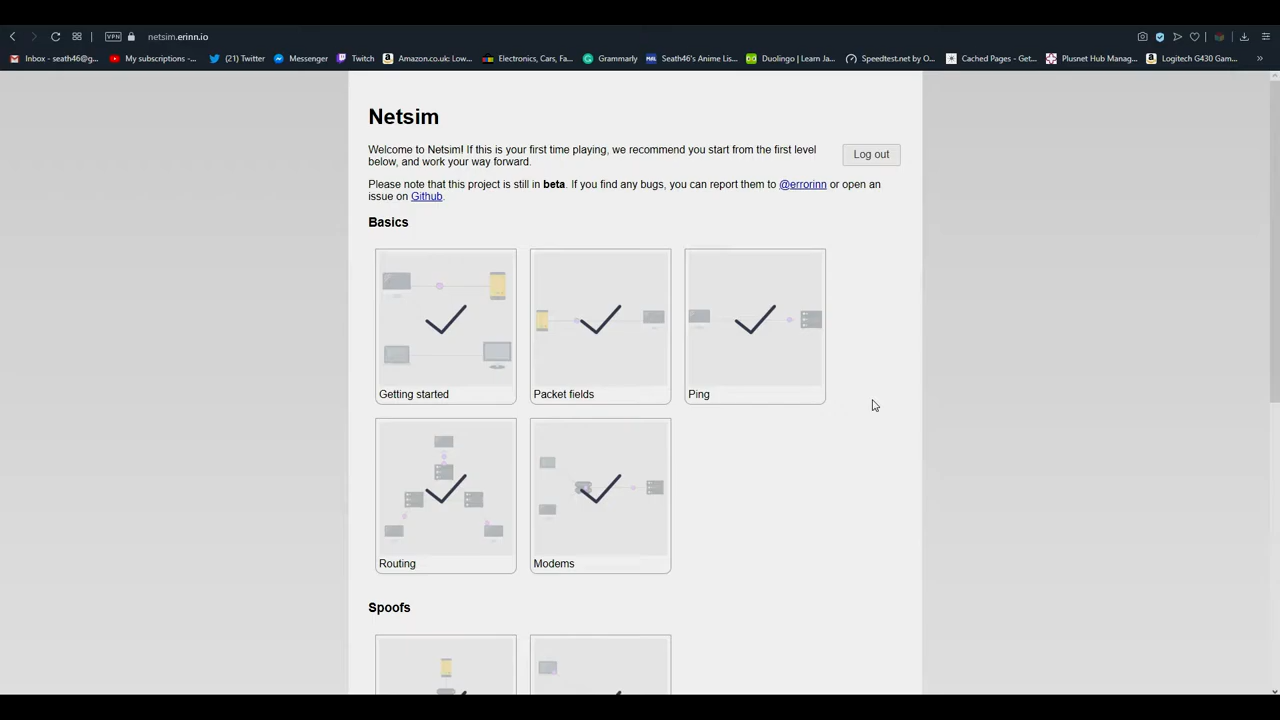 VPN netsim.erinn.io
Inbox - seath46@g... My subscriptions -... (21) Twitter Messenger Twitch Amazon.co.uk: Low... Electronics, Cars, Fa... Grammarly MAL Seath46's Anime Lis... Duolingo | Learn Ja... Speedtest.net by O... Cached Pages - Get... Plusnet Hub Manag... Logitech G430 Gam... »
Netsim
Welcome to Netsim! If this is your first time playing, we recommend you start from the first level
below, and work your way forward.
Log out
Please note that this project is still in beta. If you find any bugs, you can report them to @errorinn or open an
issue on Github.
Basics
Getting started Packet fields Ping
Routing Modems
Spoofs